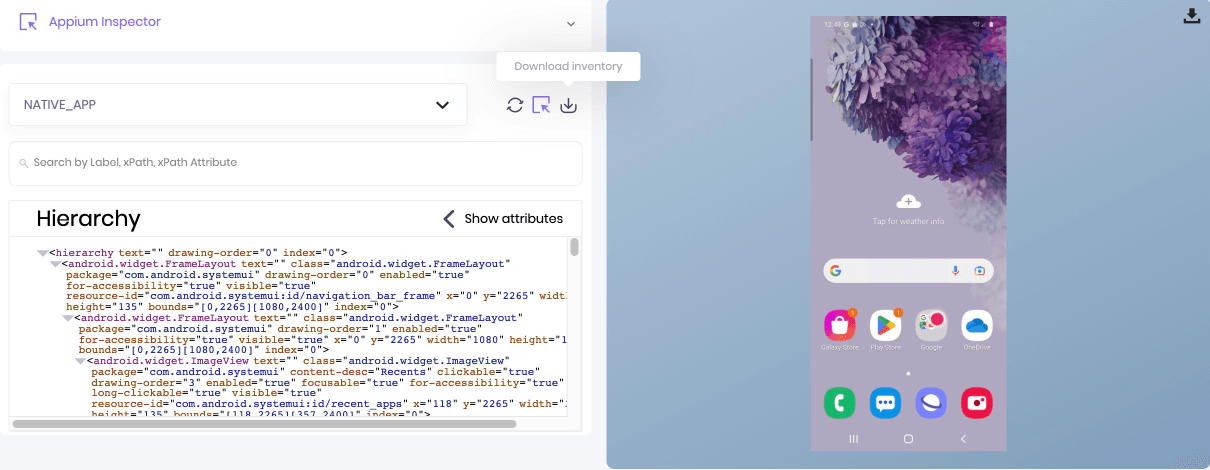 Appium Inspector
Download inventory
NATIVE_APP
Search by Label, xPath, xPath Attribute
Hierarchy
Show attributes
<hierarchy text="" drawing-order="0" index="0">
<android.widget.FrameLayout text="" class="android.widget.FrameLayout"
package="com.android.systemui" drawing-order="0" enabled="true"
for-accessibility="true" visible="true"
resource-id="com.android.systemui:id/navigation_bar_frame" x="0" y="2265" widt
height="135" bounds="[0,2265][1080,2400]" index="0">
<android.widget.FrameLayout text="" class="android.widget.FrameLayout"
package="com.android.systemui" drawing-order="1" enabled="true"
for-accessibility="true" visible="true" x="0" y="2265" width="1080" height="1
bounds="[0,2265][1080,2400]" index="0">
<android.widget.ImageView text="" class="android.widget.ImageView"
package="com.android.systemui" content-desc="Recents" clickable="true"
drawing-order="3" enabled="true" focusable="true" for-accessibility="true"
long-clickable="true" visible="true"
resource-id="com.android.systemui:id/recent_apps" x="118" y="2265" width="
height="135" bounds="[118,2265][357,2400]" index="0">
12:49
Tap for weather info
Galaxy Store
Play Store
Google
OneDrive